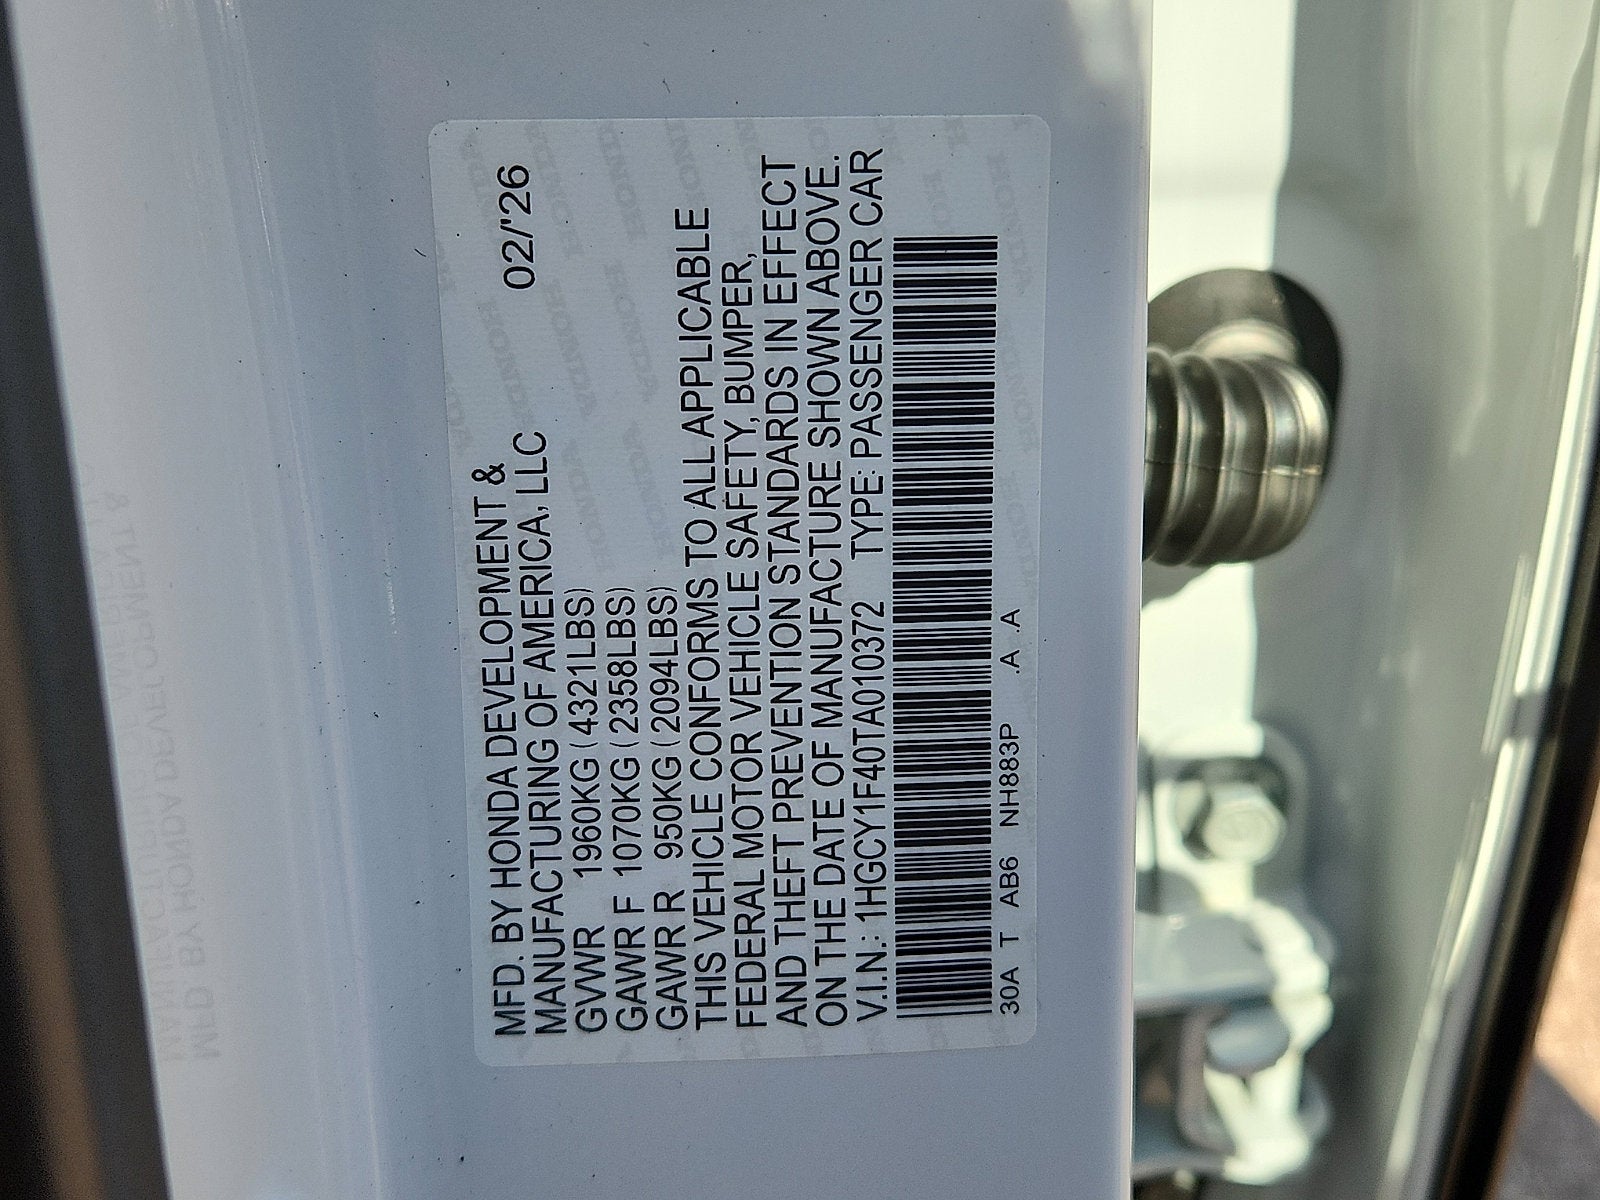 MFD. BY HONDA DEVELOPMENT &
MANUFACTURING OF AMERICA, LLC 02/'26
GVWR 1960KG (4321LBS)
GAWR F 1070KG (2358LBS)
GAWR R 950KG (2094LBS)
THIS VEHICLE CONFORMS TO ALL APPLICABLE
FEDERAL MOTOR VEHICLE SAFETY, BUMPER,
AND THEFT PREVENTION STANDARDS IN EFFECT
ON THE DATE OF MANUFACTURE SHOWN ABOVE.
V.I.N.: 1HGCY1F40TA010372 TYPE: PASSENGER CAR
30A T AB6 NH883P .A .A